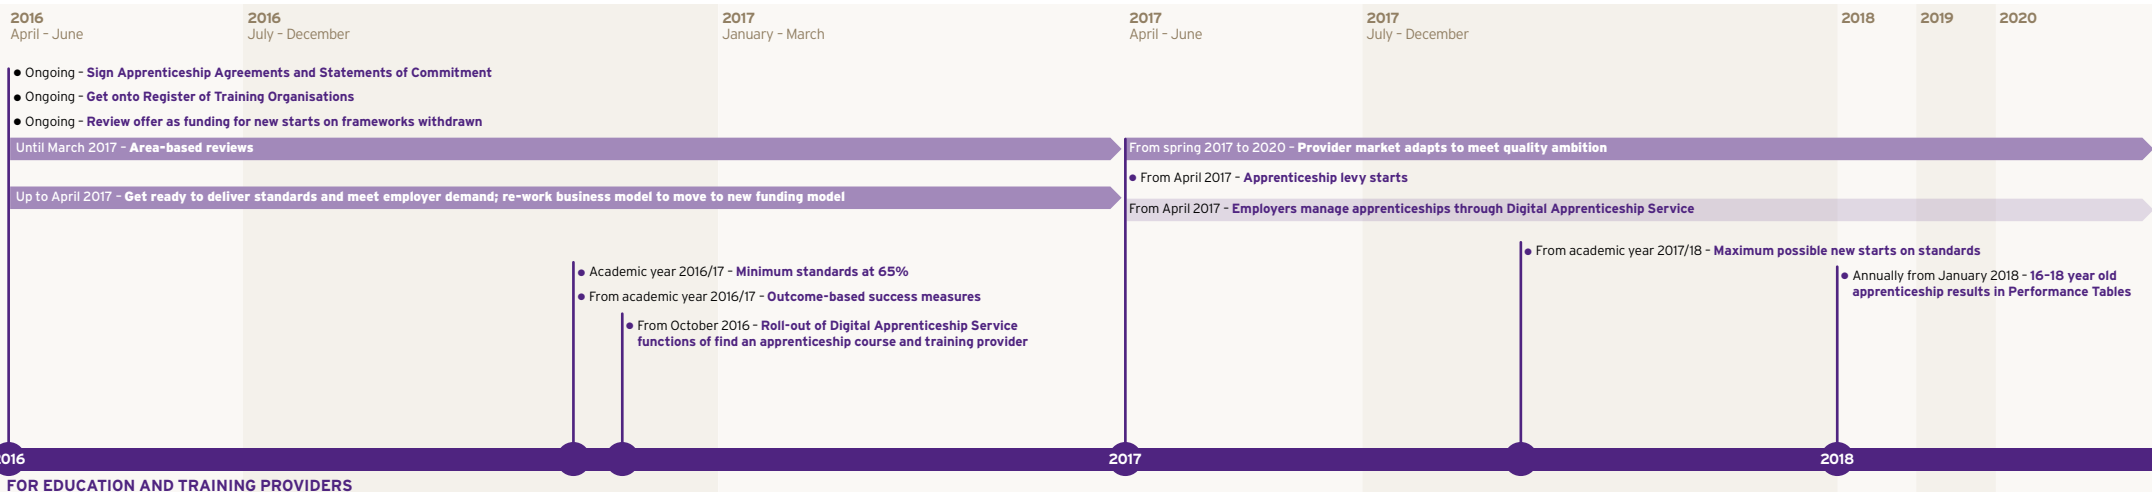 2016
April – June
2016
July – December
2017
January – March
2017
April – June
2017
July – December
2018
2019
2020
● Ongoing – Sign Apprenticeship Agreements and Statements of Commitment
● Ongoing – Get onto Register of Training Organisations
● Ongoing – Review offer as funding for new starts on frameworks withdrawn
Until March 2017 – Area-based reviews
From spring 2017 to 2020 – Provider market adapts to meet quality ambition
● From April 2017 – Apprenticeship levy starts
Up to April 2017 – Get ready to deliver standards and meet employer demand; re-work business model to move to new funding model
From April 2017 – Employers manage apprenticeships through Digital Apprenticeship Service
● From academic year 2017/18 – Maximum possible new starts on standards
● Academic year 2016/17 – Minimum standards at 65%
● Annually from January 2018 – 16–18 year old
apprenticeship results in Performance Tables
● From academic year 2016/17 – Outcome-based success measures
● From October 2016 – Roll-out of Digital Apprenticeship Service
functions of find an apprenticeship course and training provider
016
2017
2018
FOR EDUCATION AND TRAINING PROVIDERS